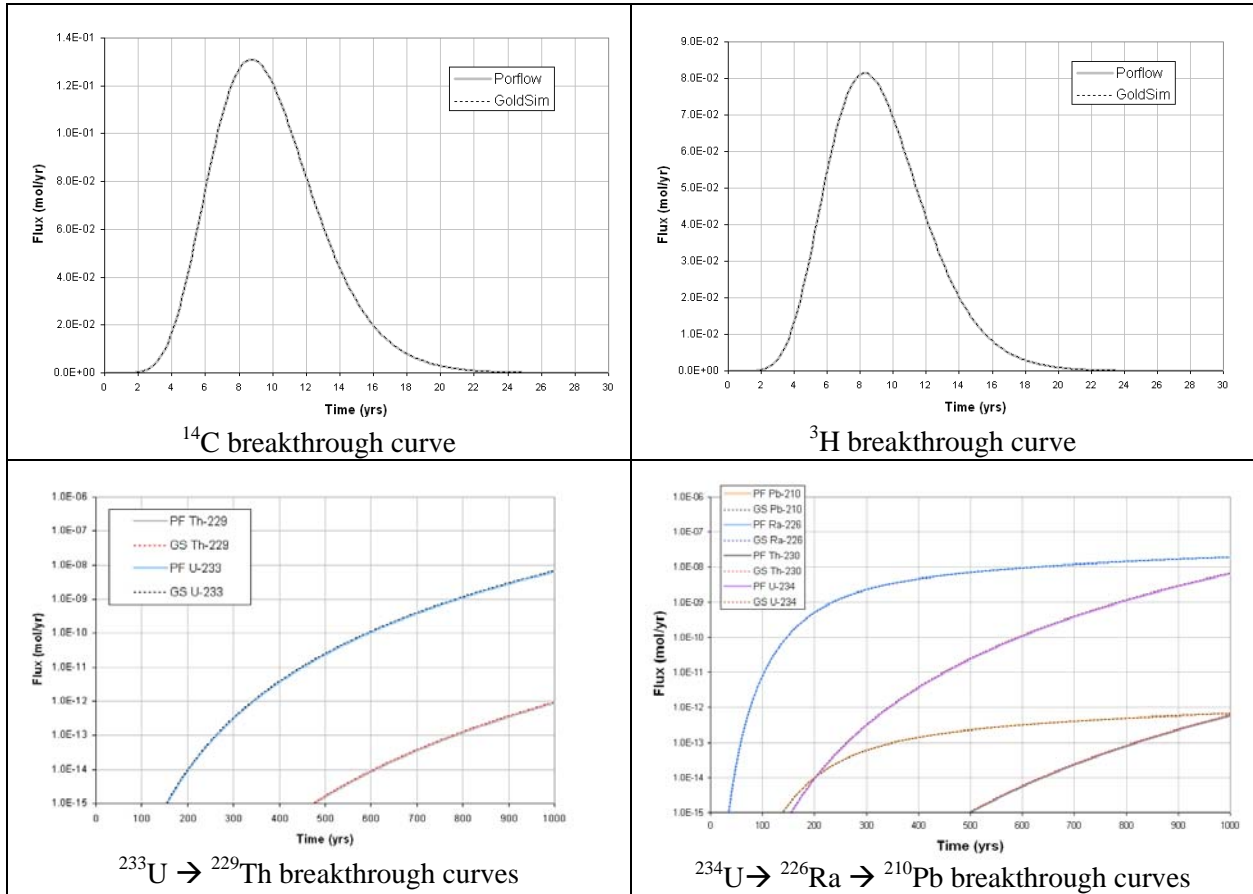 1.4E-01
1.2E-01
1.0E-01
8.0E-02
6.0E-02
4.0E-02
2.0E-02
0.0E+00
Flux (mol/yr)
Porflow
GoldSim
0 2 4 6 8 10 12 14 16 18 20 22 24 26 28 30
Time (yrs)
¹⁴C breakthrough curve
9.0E-02
8.0E-02
7.0E-02
6.0E-02
5.0E-02
4.0E-02
3.0E-02
2.0E-02
1.0E-02
0.0E+00
Flux (mol/yr)
Porflow
GoldSim
0 2 4 6 8 10 12 14 16 18 20 22 24 26 28 30
Time (yrs)
³H breakthrough curve
1.0E-06
1.0E-07
1.0E-08
1.0E-09
1.0E-10
1.0E-11
1.0E-12
1.0E-13
1.0E-14
1.0E-15
Flux (mol/yr)
PF Th-229
GS Th-229
PF U-233
GS U-233
0 100 200 300 400 500 600 700 800 900 1000
Time (yrs)
²³³U → ²²⁹Th breakthrough curves
1.0E-06
1.0E-07
1.0E-08
1.0E-09
1.0E-10
1.0E-11
1.0E-12
1.0E-13
1.0E-14
1.0E-15
Flux (mol/yr)
PF Pb-210
GS Pb-210
PF Ra-226
GS Ra-226
PF Th-230
GS Th-230
PF U-234
GS U-234
0 100 200 300 400 500 600 700 800 900 1000
Time (yrs)
²³⁴U→ ²²⁶Ra → ²¹⁰Pb breakthrough curves